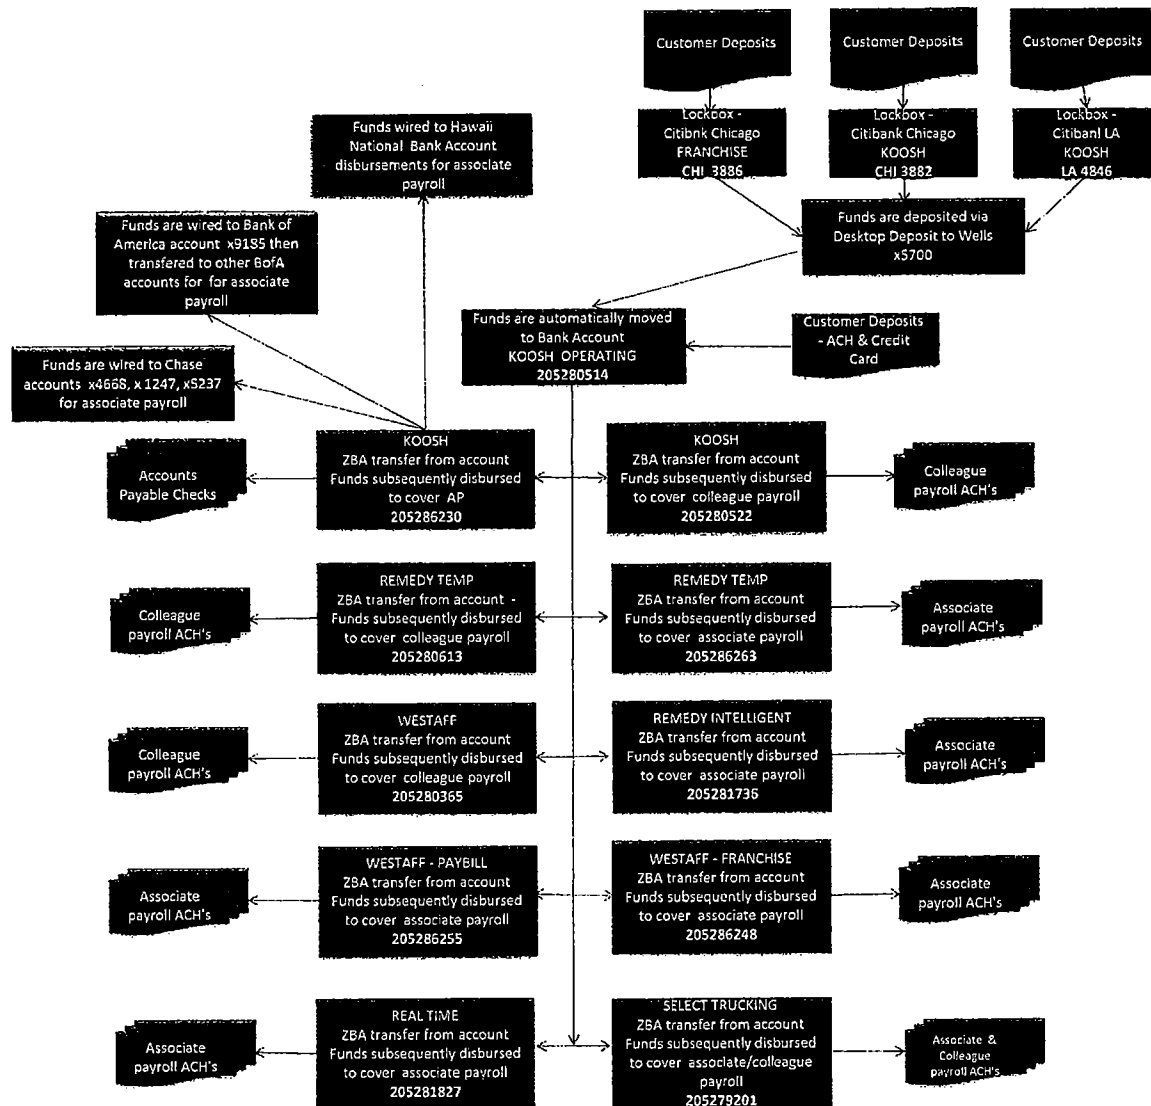 Customer Deposits
Customer Deposits
Customer Deposits
Lockbox -
Citibnk Chicago
FRANCHISE
CHI 3886
Lockbox -
Citibank Chicago
KOOSH
CHI 3882
Lockbox -
Citibanl LA
KOOSH
LA 4846
Funds wired to Hawaii
National Bank Account
disbursements for associate
payroll
Funds are wired to Bank of
America account x9185 then
transfered to other BofA
accounts for for associate
payroll
Funds are deposited via
Desktop Deposit to Wells
x5700
Funds are automatically moved
to Bank Account
KOOSH OPERATING
205280514
Customer Deposits
- ACH & Credit
Card
Funds are wired to Chase
accounts x4668, x1247, x5237
for associate payroll
Accounts
Payable Checks
KOOSH
ZBA transfer from account
Funds subsequently disbursed
to cover AP
205286230
KOOSH
ZBA transfer from account
Funds subsequently disbursed
to cover colleague payroll
205280522
Colleague
payroll ACH's
Colleague
payroll ACH's
REMEDY TEMP
ZBA transfer from account -
Funds subsequently disbursed
to cover colleague payroll
205280613
REMEDY TEMP
ZBA transfer from account
Funds subsequently disbursed
to cover associate payroll
205286263
Associate
payroll ACH's
Colleague
payroll ACH's
WESTAFF
ZBA transfer from account
Funds subsequently disbursed
to cover colleague payroll
205280365
REMEDY INTELLIGENT
ZBA transfer from account
Funds subsequently disbursed
to cover associate payroll
205281736
Associate
payroll ACH's
Associate
payroll ACH's
WESTAFF - PAYBILL
ZBA transfer from account
Funds subsequently disbursed
to cover associate payroll
205286255
WESTAFF - FRANCHISE
ZBA transfer from account
Funds subsequently disbursed
to cover associate payroll
205286248
Associate
payroll ACH's
Associate
payroll ACH's
REAL TIME
ZBA transfer from account
Funds subsequently disbursed
to cover associate payroll
205281827
SELECT TRUCKING
ZBA transfer from account
Funds subsequently disbursed
to cover associate/colleague
payroll
205279201
Associate &
Colleague
payroll ACH's